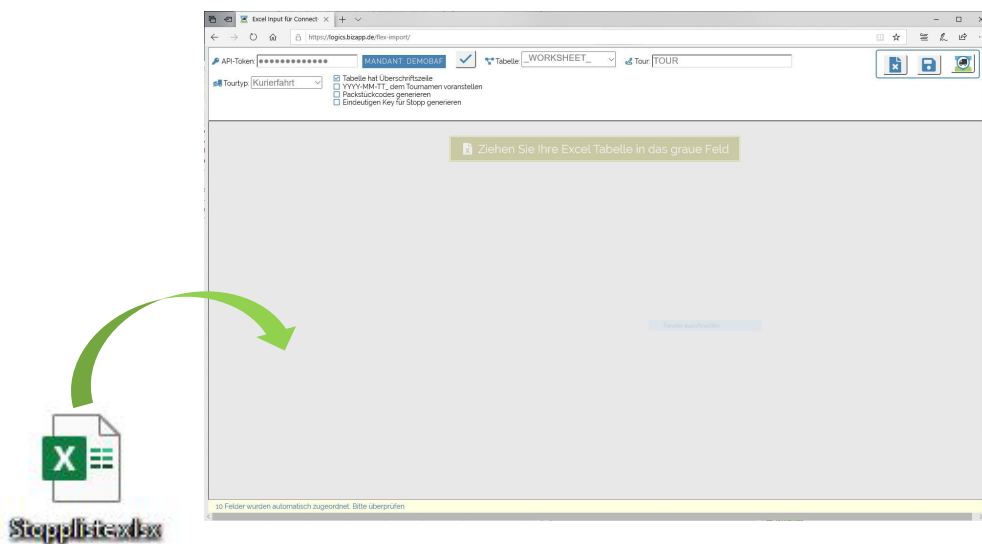 Excel Input für Connect
https://logics.bizapp.de/flex-import/
API-Token: MANDANT DEMOBAF Tabelle: _WORKSHEET_ Tour: TOUR
Tourtyp: Kurierfahrt
Tabelle hat Überschriftszeile
YYYY-MM-TT_ dem Tournamen voranstellen
Packstückcodes generieren
Eindeutigen Key für Stopp generieren
Ziehen Sie Ihre Excel Tabelle in das graue Feld
10 Felder wurden automatisch zugeordnet. Bitte überprüfen
Stoppliste.xlsx